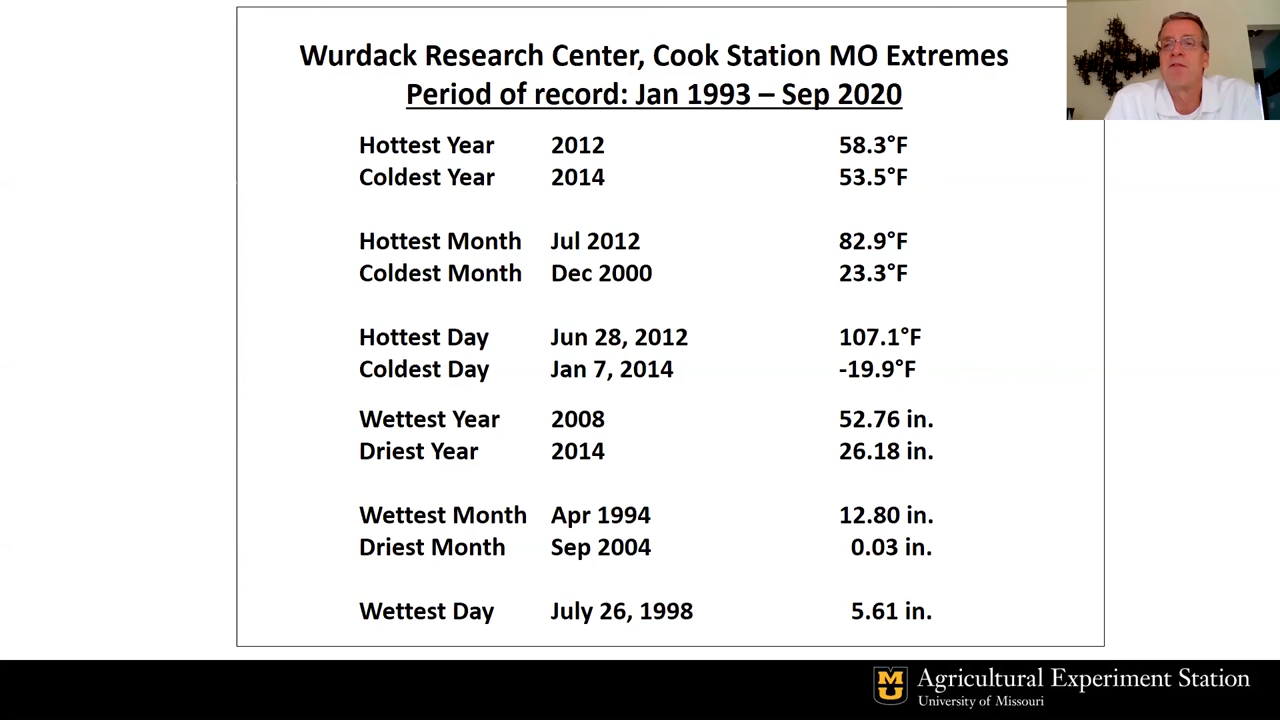 Wurdack Research Center, Cook Station MO Extremes
Period of record: Jan 1993 – Sep 2020
Hottest Year 2012 58.3°F
Coldest Year 2014 53.5°F
Hottest Month Jul 2012 82.9°F
Coldest Month Dec 2000 23.3°F
Hottest Day Jun 28, 2012 107.1°F
Coldest Day Jan 7, 2014 -19.9°F
Wettest Year 2008 52.76 in.
Driest Year 2014 26.18 in.
Wettest Month Apr 1994 12.80 in.
Driest Month Sep 2004 0.03 in.
Wettest Day July 26, 1998 5.61 in.
MU Agricultural Experiment Station
University of Missouri